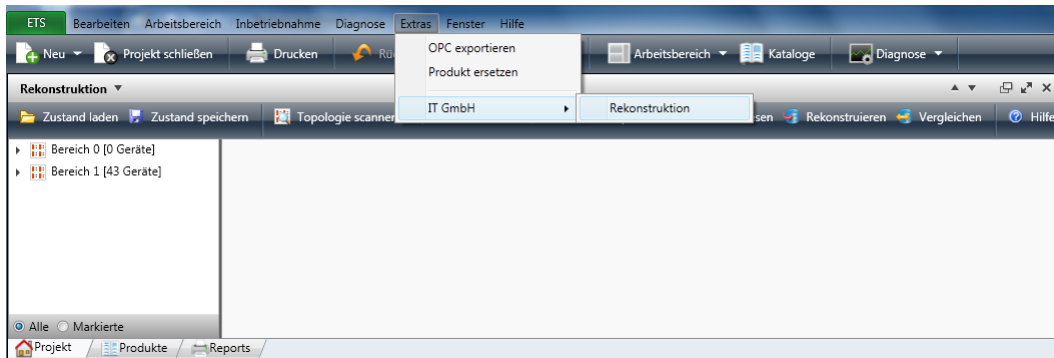 ETS Bearbeiten Arbeitsbereich Inbetriebnahme Diagnose Extras Fenster Hilfe
Neu Projekt schließen Drucken Rü Arbeitsbereich Kataloge Diagnose
OPC exportieren
Produkt ersetzen
IT GmbH Rekonstruktion
Rekonstruktion
Zustand laden Zustand speichern Topologie scannen sen Rekonstruieren Vergleichen Hilfe
Bereich 0 [0 Geräte]
Bereich 1 [43 Geräte]
Alle Markierte
Projekt Produkte Reports